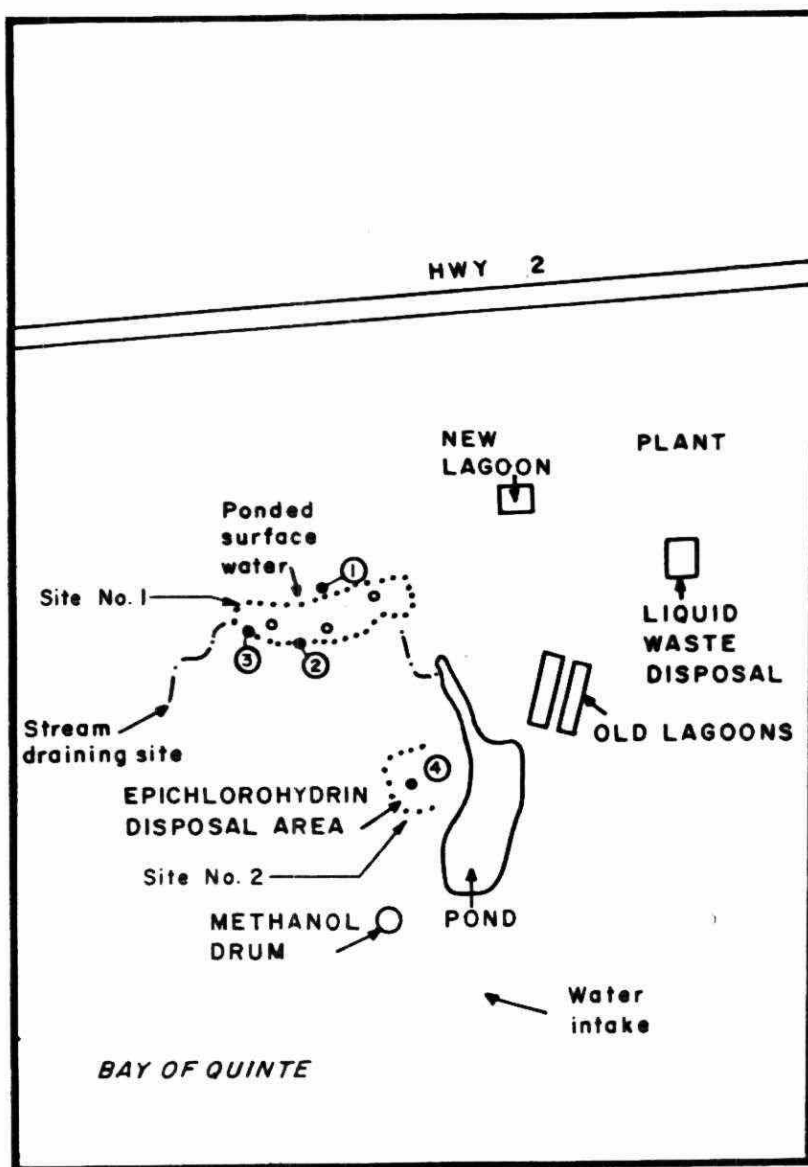 HWY 2
NEW
LAGOON
PLANT
Ponded
surface
water
1
Site No. 1
LIQUID
WASTE
DISPOSAL
3
2
Stream
draining site
OLD LAGOONS
4
EPICHLOROHYDRIN
DISPOSAL AREA
Site No. 2
METHANOL
DRUM
POND
Water
intake
BAY OF QUINTE